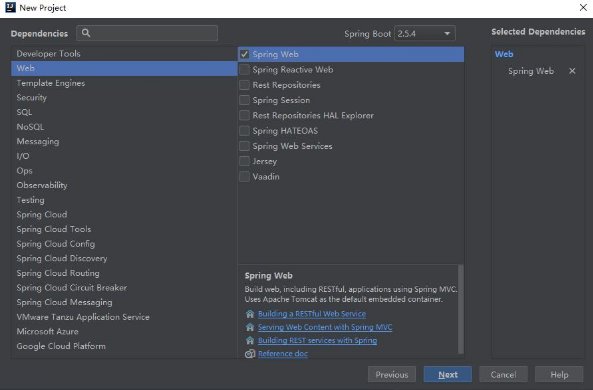 New Project
Dependencies
Spring Boot 2.5.4
Selected Dependencies
Developer Tools
Web
Template Engines
Security
SQL
NoSQL
Messaging
I/O
Ops
Observability
Testing
Spring Cloud
Spring Cloud Tools
Spring Cloud Config
Spring Cloud Discovery
Spring Cloud Routing
Spring Cloud Circuit Breaker
Spring Cloud Messaging
VMware Tanzu Application Service
Microsoft Azure
Google Cloud Platform
Spring Web
Spring Reactive Web
Rest Repositories
Spring Session
Rest Repositories HAL Explorer
Spring HATEOAS
Spring Web Services
Jersey
Vaadin
Spring Web
Build web, including RESTful, applications using Spring MVC.
Uses Apache Tomcat as the default embedded container.
Building a RESTful Web Service
Serving Web Content with Spring MVC
Building REST services with Spring
Reference doc
Web
Spring Web
Previous
Next
Cancel
Help